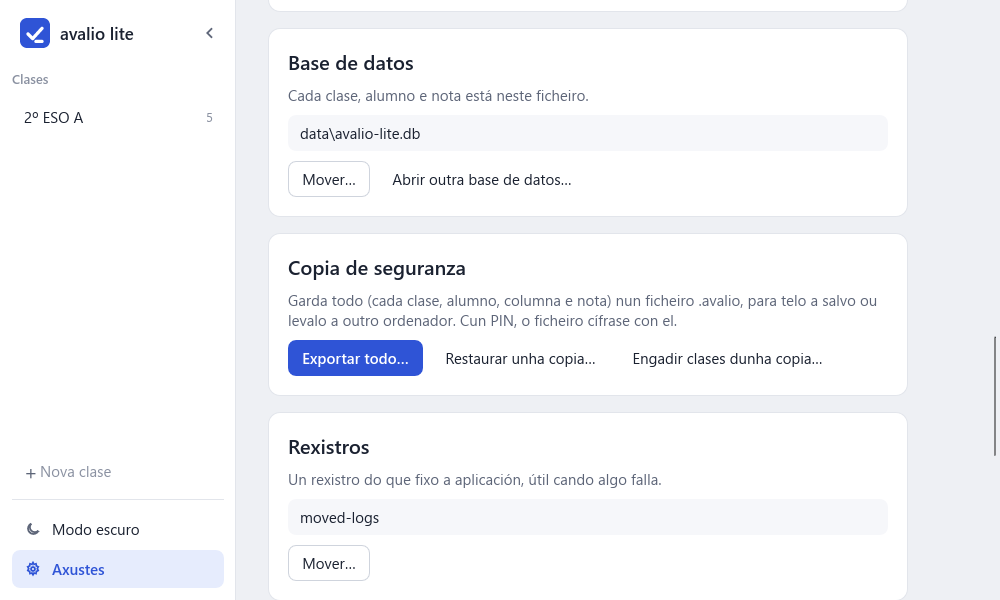 avalio lite
Clases
2º ESO A 5
+ Nova clase
Modo escuro
Axustes
Base de datos
Cada clase, alumno e nota está neste ficheiro.
data\avalio-lite.db
Mover...
Abrir outra base de datos...
Copia de seguranza
Garda todo (cada clase, alumno, columna e nota) nun ficheiro .avalio, para telo a salvo ou
levalo a outro ordenador. Cun PIN, o ficheiro cífrase con el.
Exportar todo...
Restaurar unha copia...
Engadir clases dunha copia...
Rexistros
Un rexistro do que fixo a aplicación, útil cando algo falla.
moved-logs
Mover...